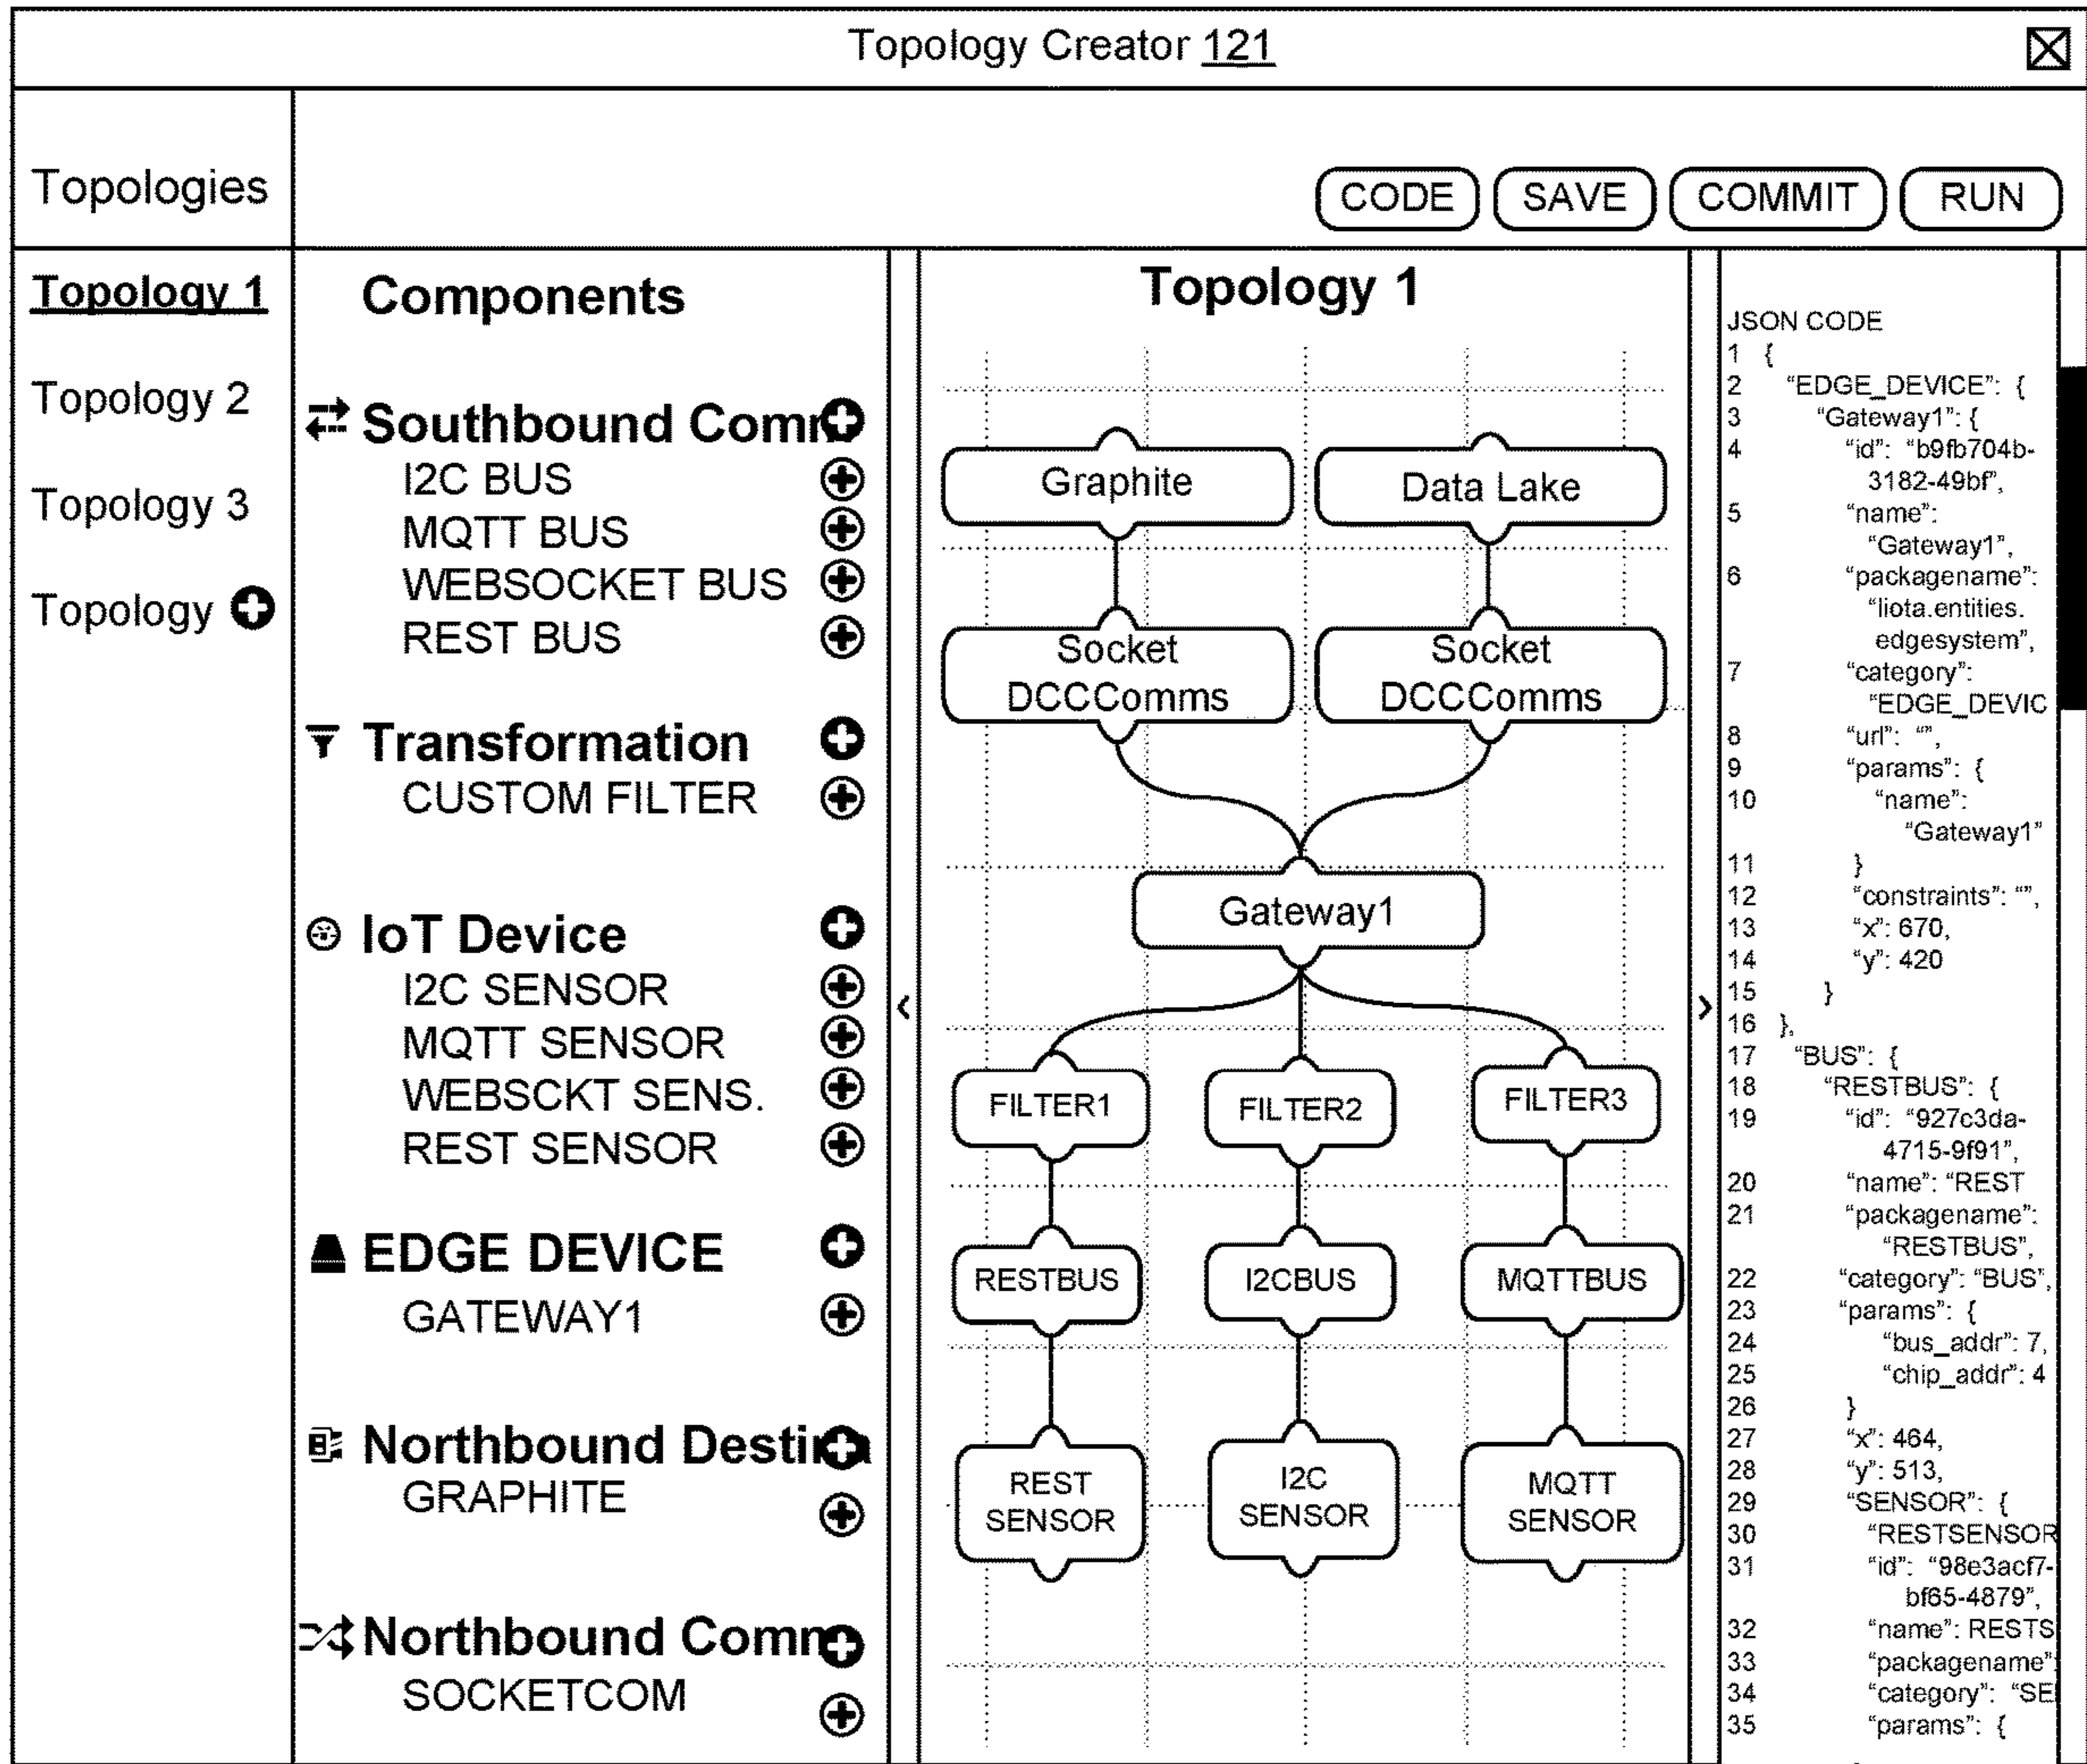 Topology Creator 121
Topologies
CODE SAVE COMMIT RUN
Topology 1
Topology 2
Topology 3
Topology
Components
Southbound Comm
I2C BUS
MQTT BUS
WEBSOCKET BUS
REST BUS
Transformation
CUSTOM FILTER
IoT Device
I2C SENSOR
MQTT SENSOR
WEBSCKT SENS.
REST SENSOR
EDGE DEVICE
GATEWAY1
Northbound Destina
GRAPHITE
Northbound Comm
SOCKETCOM
Topology 1
Graphite Data Lake
Socket Socket
DCCComms DCCComms
Gateway1
FILTER1 FILTER2 FILTER3
RESTBUS I2CBUS MQTTBUS
REST I2C MQTT
SENSOR SENSOR SENSOR
JSON CODE
1 {
2 “EDGE_DEVICE”: {
3 “Gateway1”: {
4 “id”: “b9fb704b-
3182-49bf”,
5 “name”:
“Gateway1”,
6 “packagename”:
“liota.entities.
edgesystem”,
7 “category”:
“EDGE_DEVIC
8 “url”: “”,
9 “params”: {
10 “name”:
“Gateway1”
11 }
12 “constraints”: “”,
13 “x”: 670,
14 “y”: 420
15 }
16 },
17 “BUS”: {
18 “RESTBUS”: {
19 “id”: “927c3da-
4715-9f91”,
20 “name”: “REST
21 “packagename”:
“RESTBUS”,
22 “category”: “BUS”,
23 “params”: {
24 “bus_addr”: 7,
25 “chip_addr”: 4
26 }
27 “x”: 464,
28 “y”: 513,
29 “SENSOR”: {
30 “RESTSENSOR
31 “id”: “98e3acf7-
bf65-4879”,
32 “name”: RESTS
33 “packagename”:
34 “category”: “SE
35 “params”: {